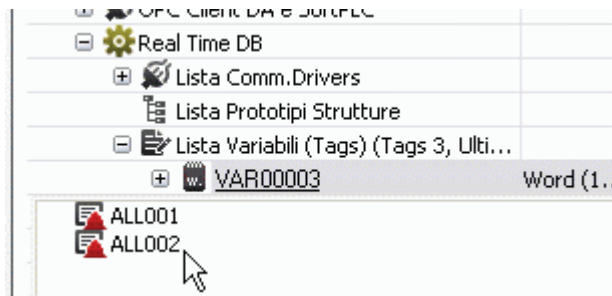 OPC Client DA e SoftPLC
Real Time DB
Lista Comm.Drivers
Lista Prototipi Strutture
Lista Variabili (Tags) (Tags 3, Ulti...
VAR00003 Word (1...
ALL001
ALL002